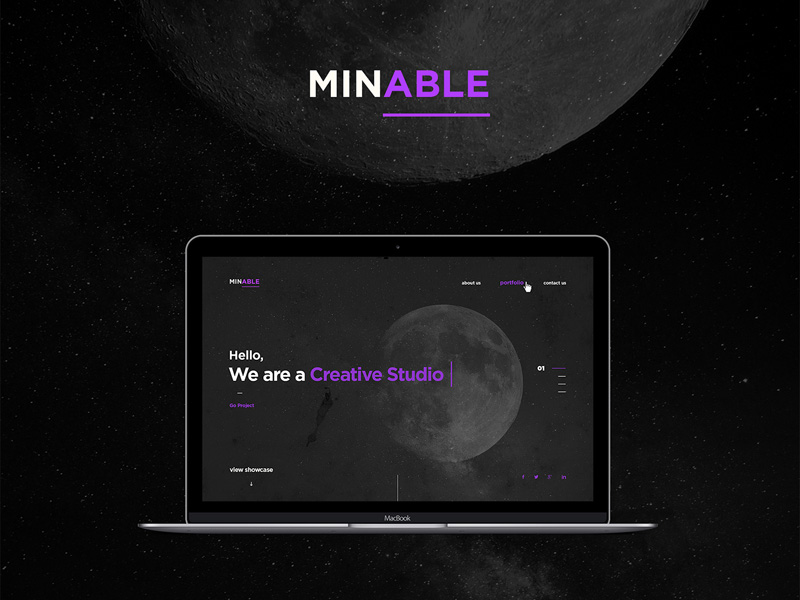 MINABLE
MINABLE
about us
portfolio
contact us
Hello,
We are a Creative Studio
01
Go Project
view showcase
MacBook